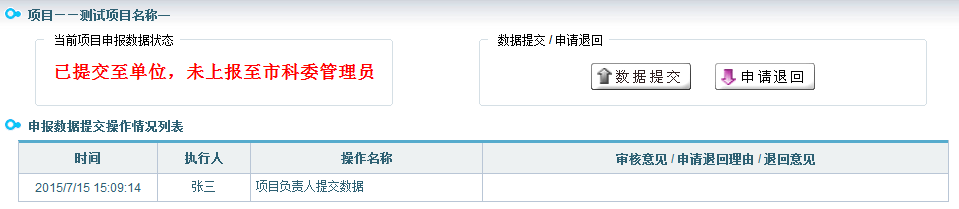 项目－－测试项目名称—
当前项目申报数据状态
已提交至单位，未上报至市科委管理员
数据提交 / 申请退回
数据提交 申请退回
申报数据提交操作情况列表
时间 执行人 操作名称 审核意见 / 申请退回理由 / 退回意见
2015/7/15 15:09:14 张三 项目负责人提交数据